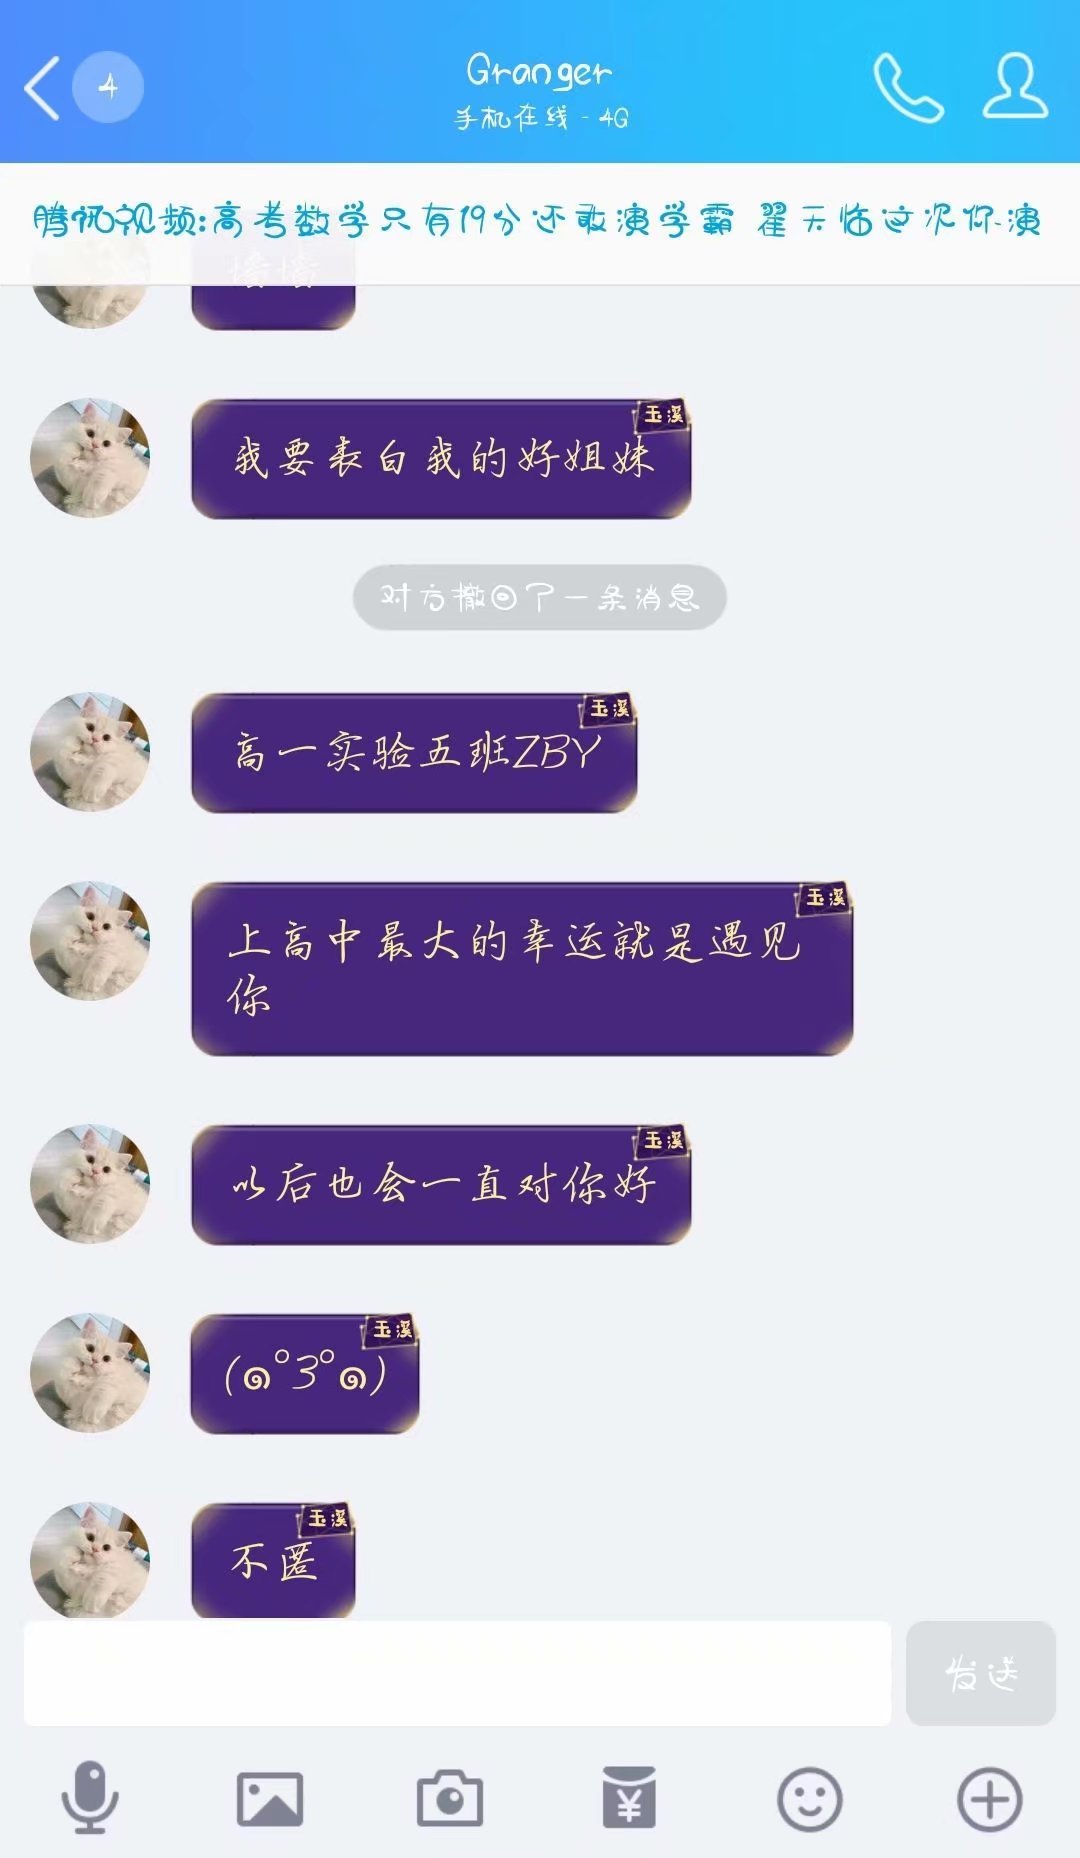 4
Granger
手机在线 - 4G
腾讯视频:高考数学只有19分还敢演学霸 翟天临这次你演
墙墙
玉溪
我要表白我的好姐妹
对方撤回了一条消息
玉溪
高一实验五班ZBY
玉溪
上高中最大的幸运就是遇见
你
玉溪
以后也会一直对你好
玉溪
(๑°3°๑)
玉溪
不匿
发送